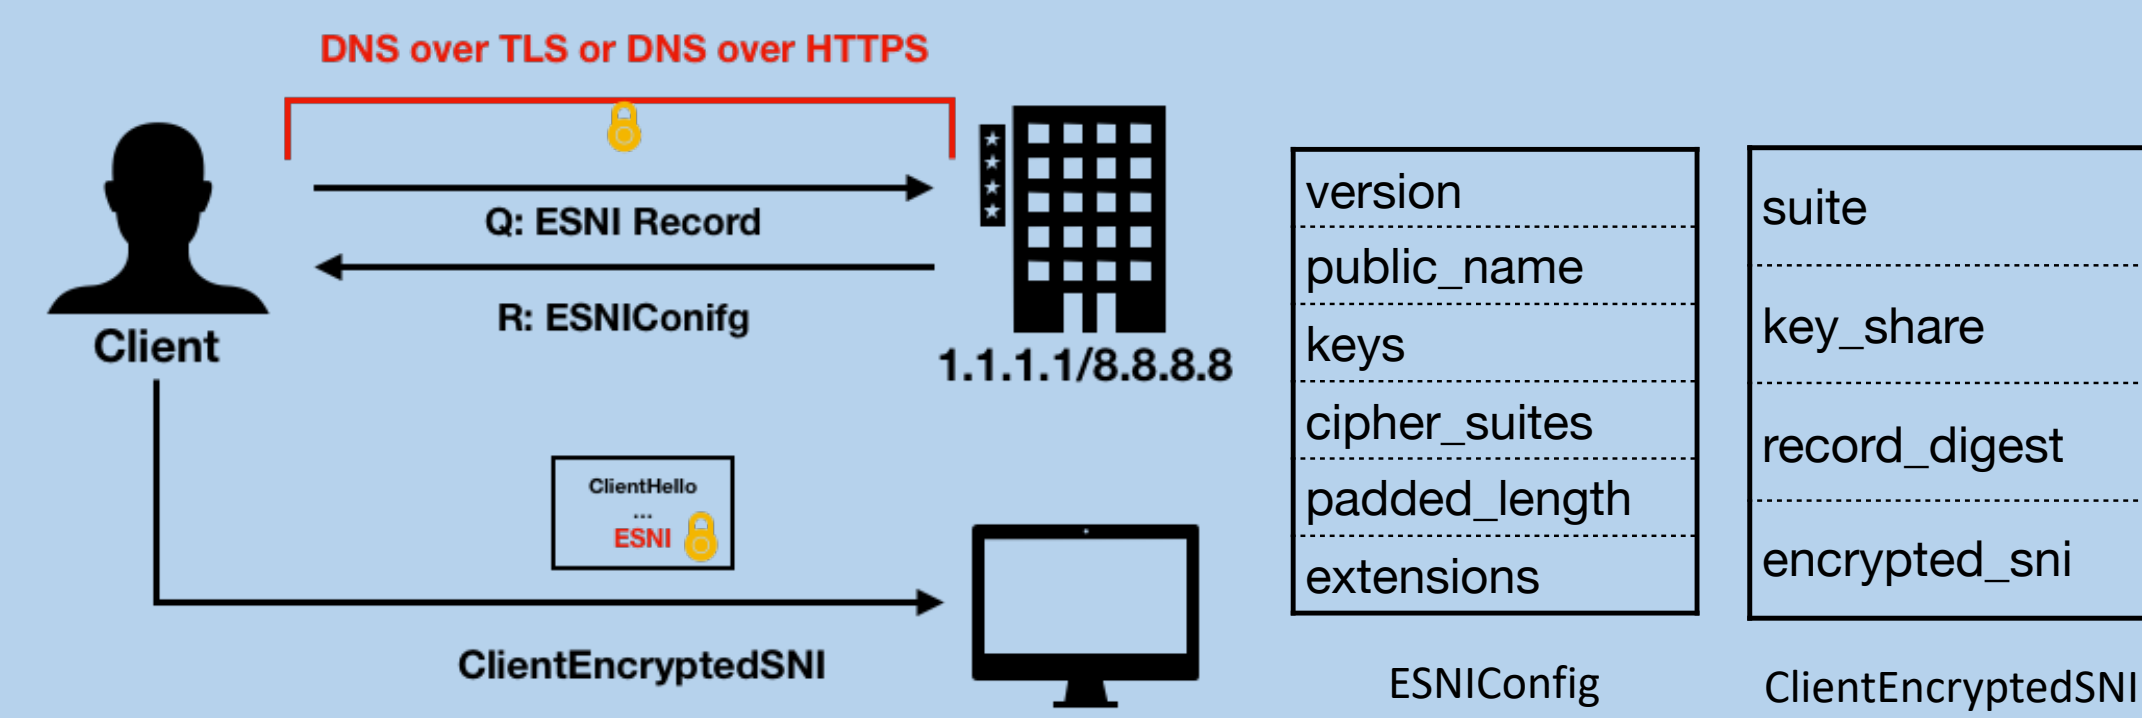 DNS over TLS or DNS over HTTPS
Q: ESNI Record
R: ESNIConifg
Client
1.1.1.1/8.8.8.8
ClientHello
...
ESNI
ClientEncryptedSNI
version
public_name
keys
cipher_suites
padded_length
extensions
ESNIConfig
suite
key_share
record_digest
encrypted_sni
ClientEncryptedSNI